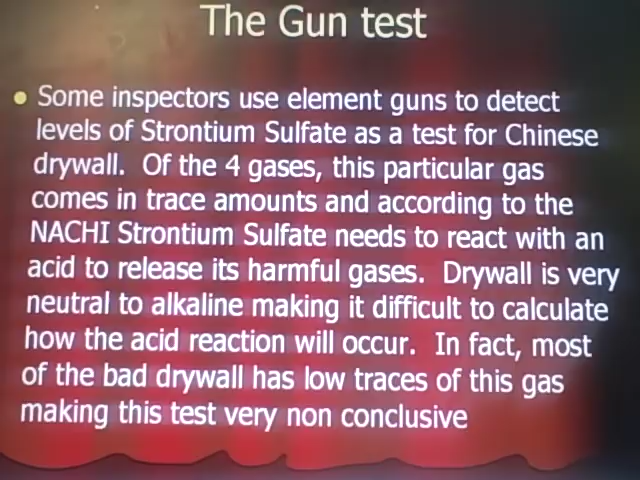 The Gun test
• Some inspectors use element guns to detect
levels of Strontium Sulfate as a test for Chinese
drywall.  Of the 4 gases, this particular gas
comes in trace amounts and according to the
NACHI Strontium Sulfate needs to react with an
acid to release its harmful gases.  Drywall is very
neutral to alkaline making it difficult to calculate
how the acid reaction will occur.  In fact, most
of the bad drywall has low traces of this gas
making this test very non conclusive